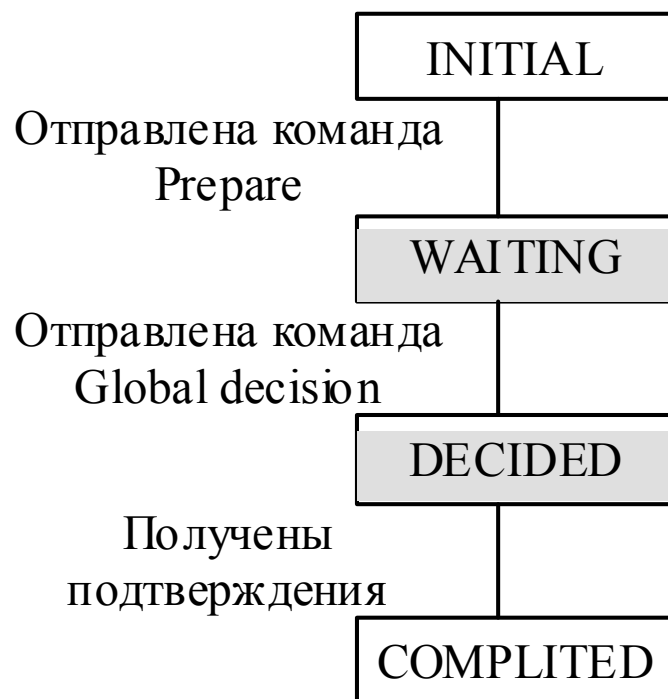 INITIAL
Отправлена команда
Prepare
WAITING
Отправлена команда
Global decision
DECIDED
Получены
подтверждения
COMPLITED